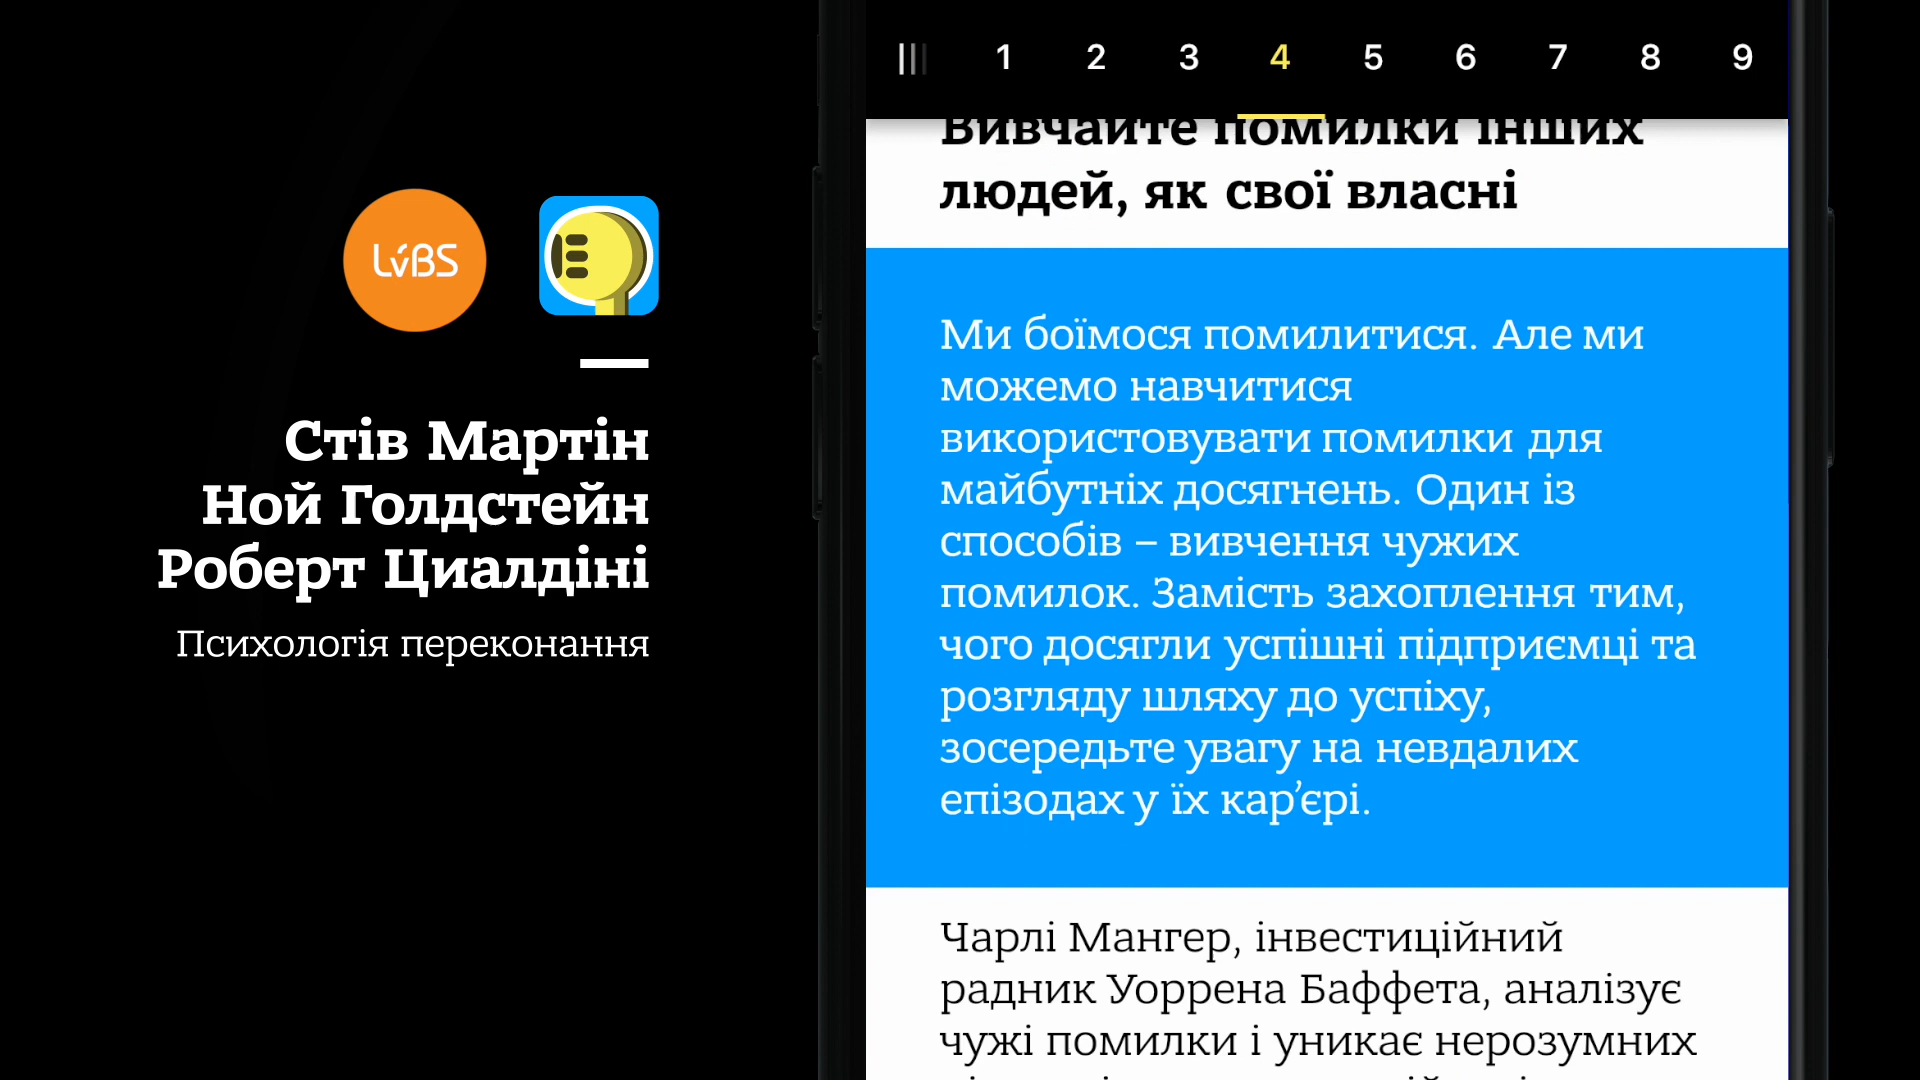 LvBS
Стів Мартін
Ной Голдстейн
Роберт Циалдіні
Психологія переконання
1 2 3 4 5 6 7 8 9
Вивчайте помилки інших
людей, як свої власні
Ми боїмося помилитися. Але ми
можемо навчитися
використовувати помилки для
майбутніх досягнень. Один із
способів – вивчення чужих
помилок. Замість захоплення тим,
чого досягли успішні підприємці та
розгляду шляху до успіху,
зосередьте увагу на невдалих
епізодах у їх кар’єрі.
Чарлі Мангер, інвестиційний
радник Уоррена Баффета, аналізує
чужі помилки і уникає нерозумних